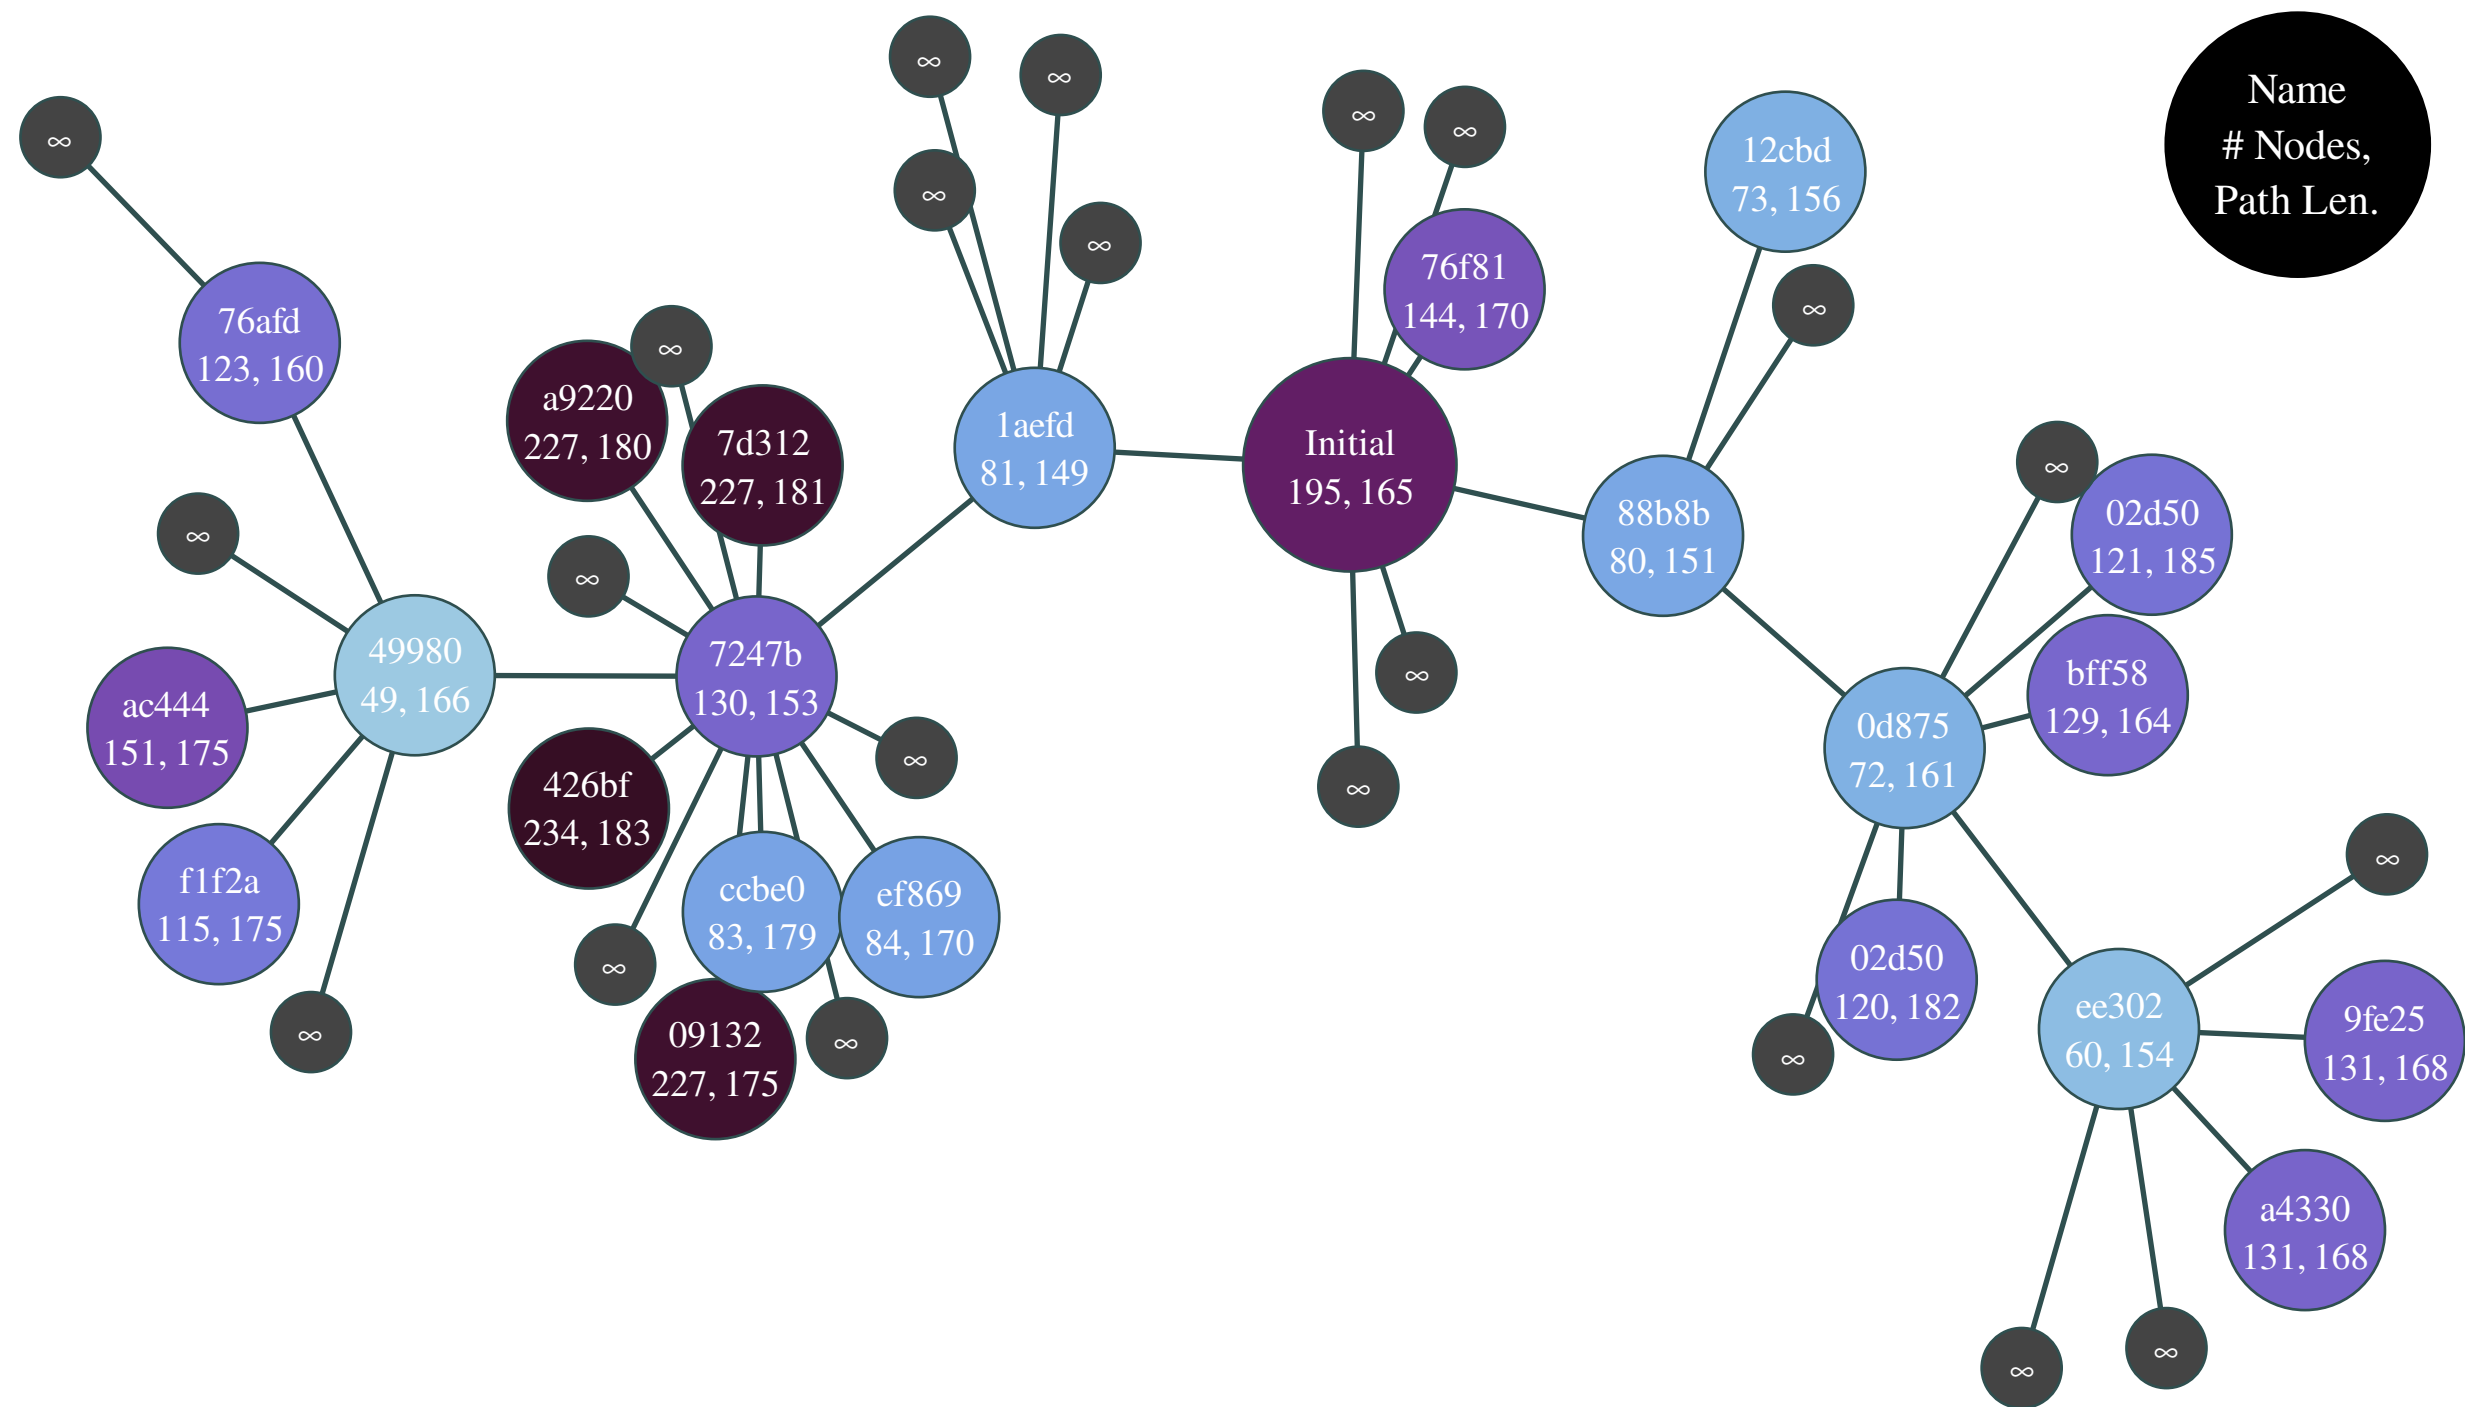 ∞
∞
∞
∞
∞
∞
Name
# Nodes,
Path Len.
12cbd
73, 156
∞
∞
76f81
144, 170
∞
76afd
123, 160
∞
a9220
227, 180
7d312
227, 181
1aefd
81, 149
Initial
195, 165
∞
88b8b
80, 151
02d50
121, 185
∞
∞
49980
49, 166
7247b
130, 153
∞
bff58
129, 164
ac444
151, 175
0d875
72, 161
∞
426bf
234, 183
∞
∞
f1f2a
115, 175
ccbe0
83, 179
ef869
84, 170
∞
02d50
120, 182
∞
09132
227, 175
∞
∞
ee302
60, 154
9fe25
131, 168
a4330
131, 168
∞
∞